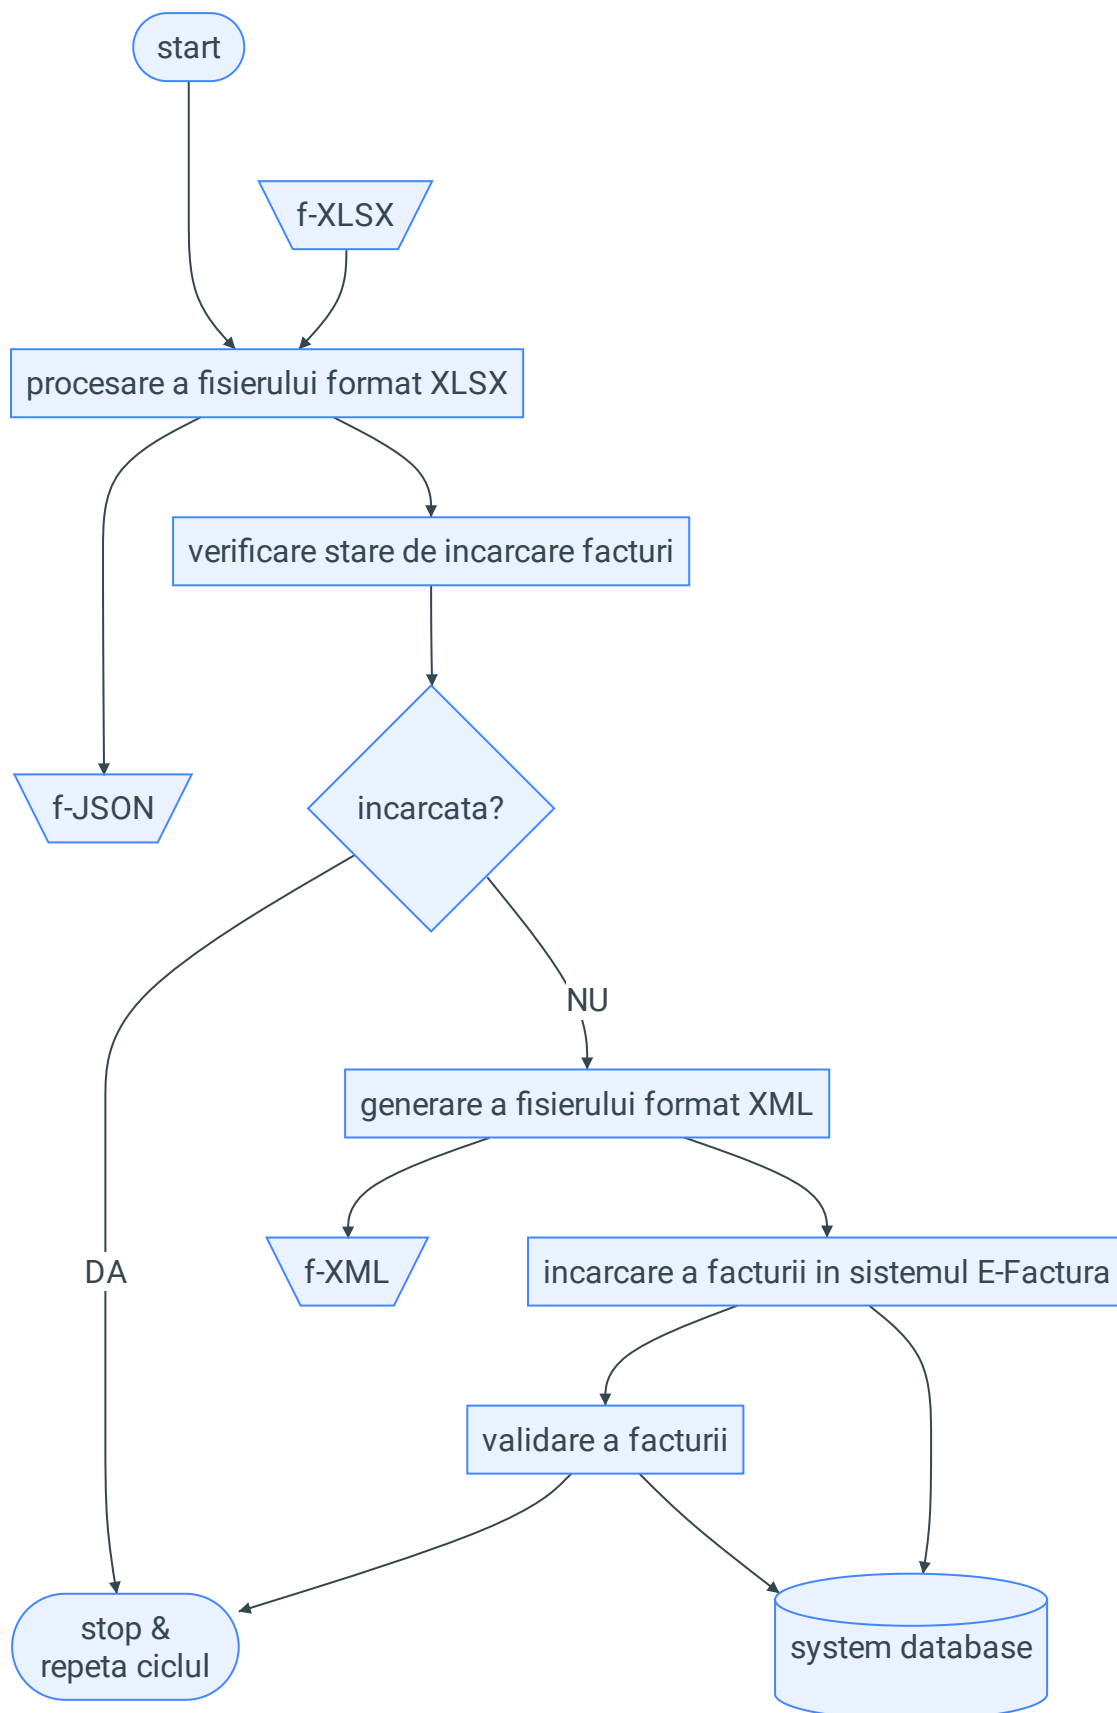 start
f-XLSX
procesare a fisierului format XLSX
verificare stare de incarcare facturi
f-JSON
incarcata?
NU
generare a fisierului format XML
DA
f-XML
incarcare a facturii in sistemul E-Factura
validare a facturii
stop &
repeta ciclul
system database